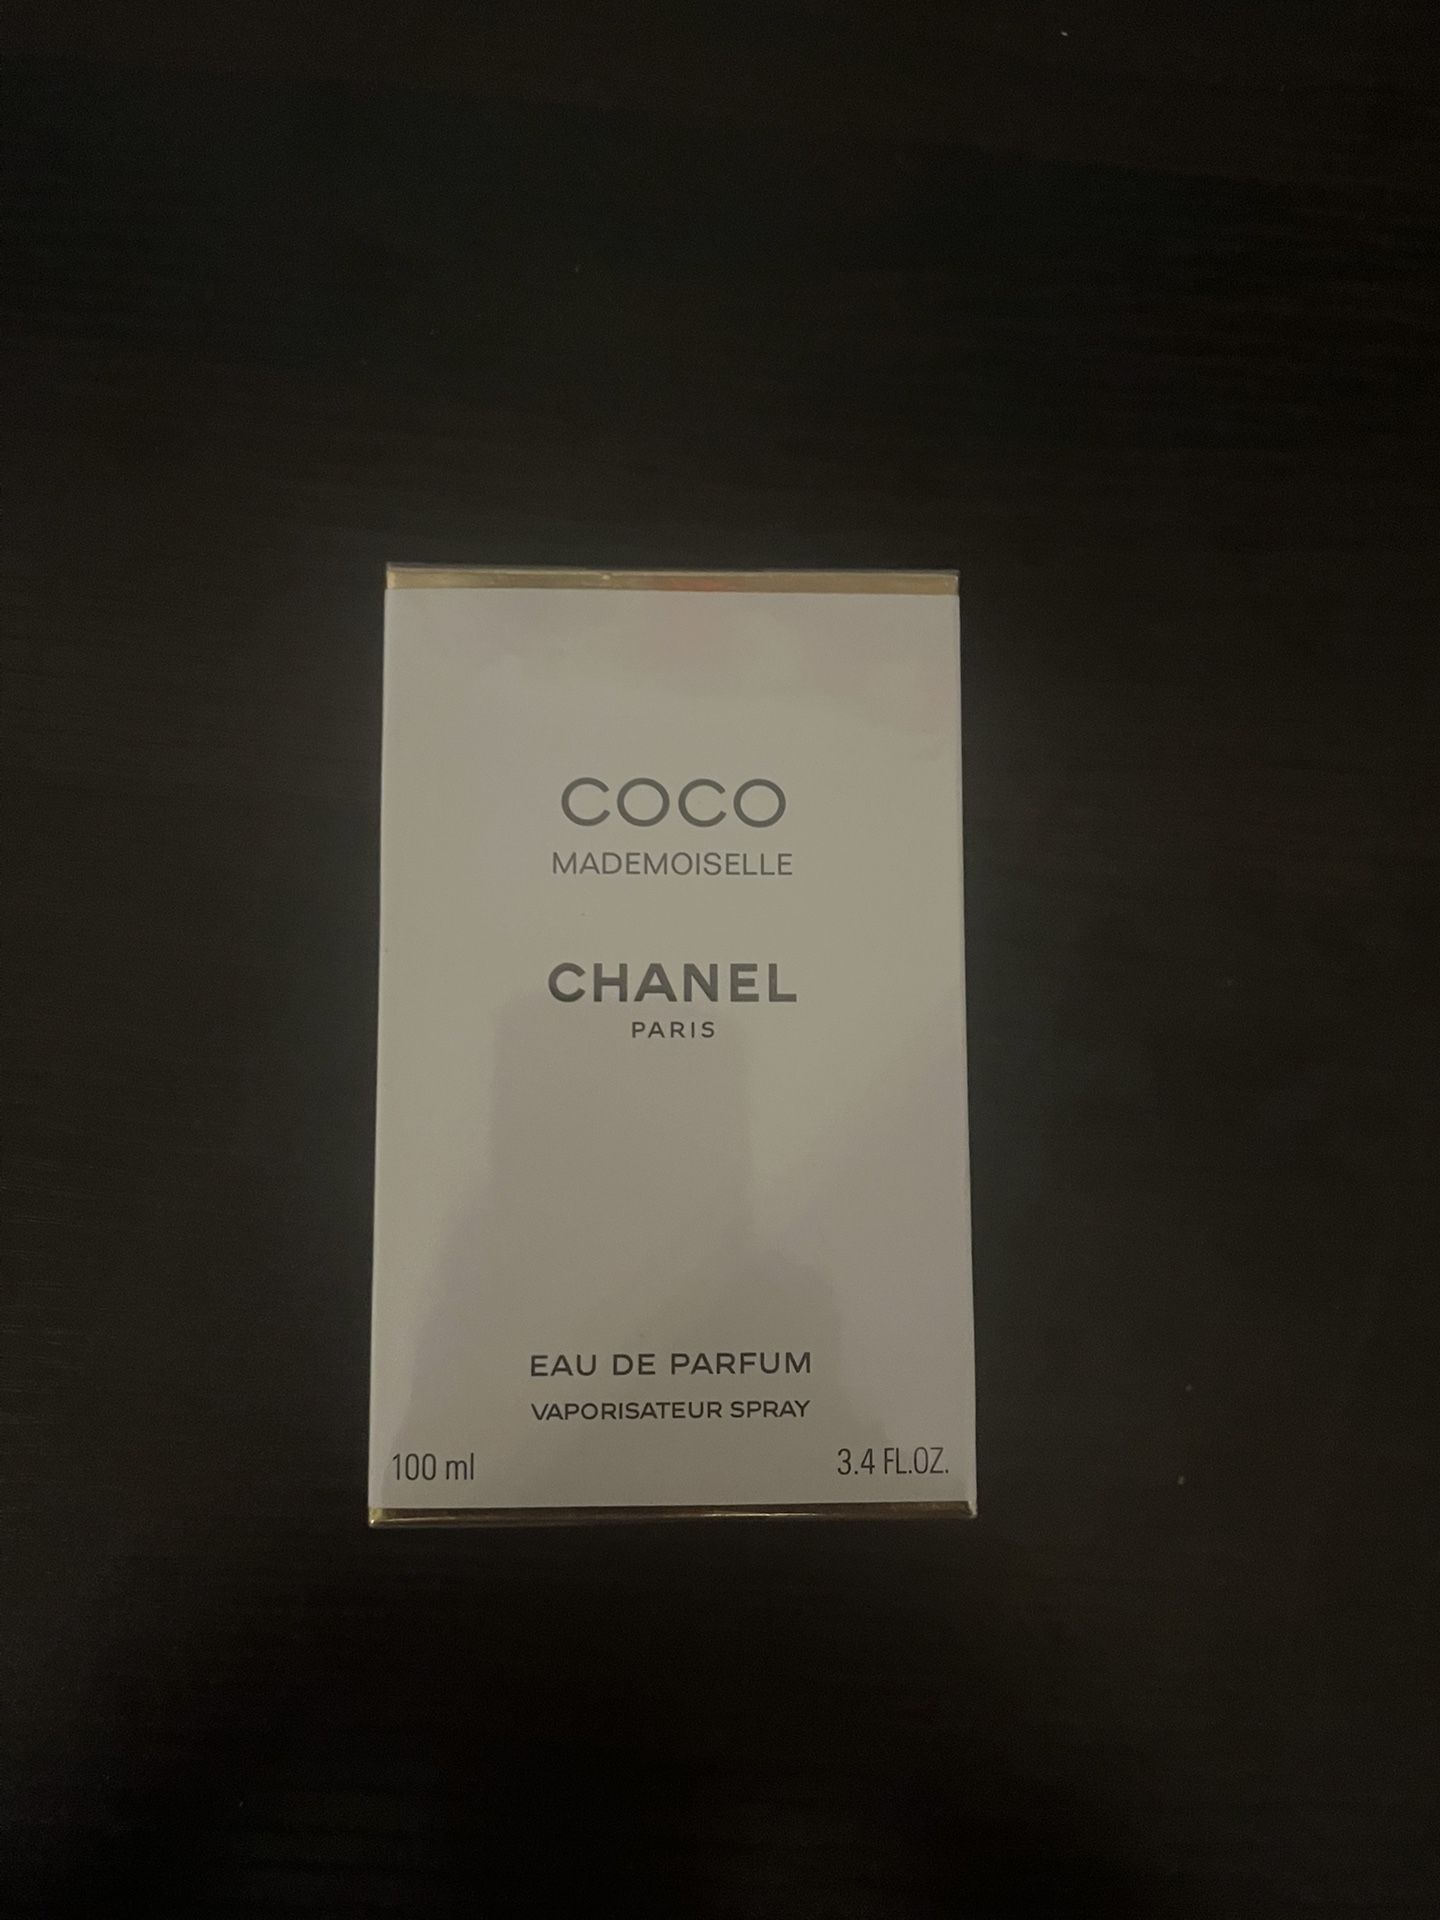 COCO
MADEMOISELLE
CHANEL
PARIS
EAU DE PARFUM
VAPORISATEUR SPRAY
100 ml 3.4 FL.OZ.